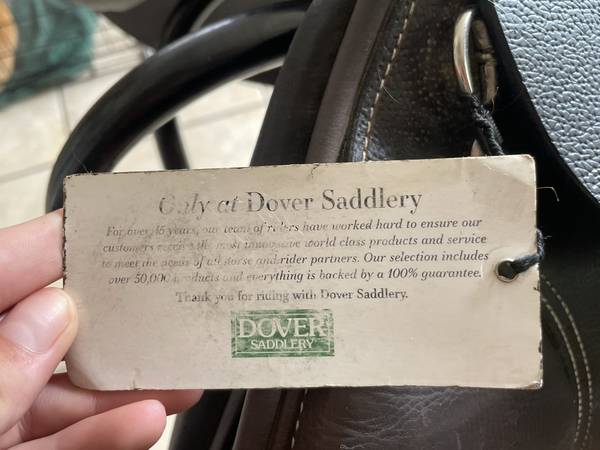 Only at Dover Saddlery
For over 45 years, our team of riders have worked hard to ensure our
customers receive the most innovative world class products and service
to meet the needs of all horse and rider partners. Our selection includes
over 50,000 products and everything is backed by a 100% guarantee.
Thank you for riding with Dover Saddlery.
DOVER
SADDLERY